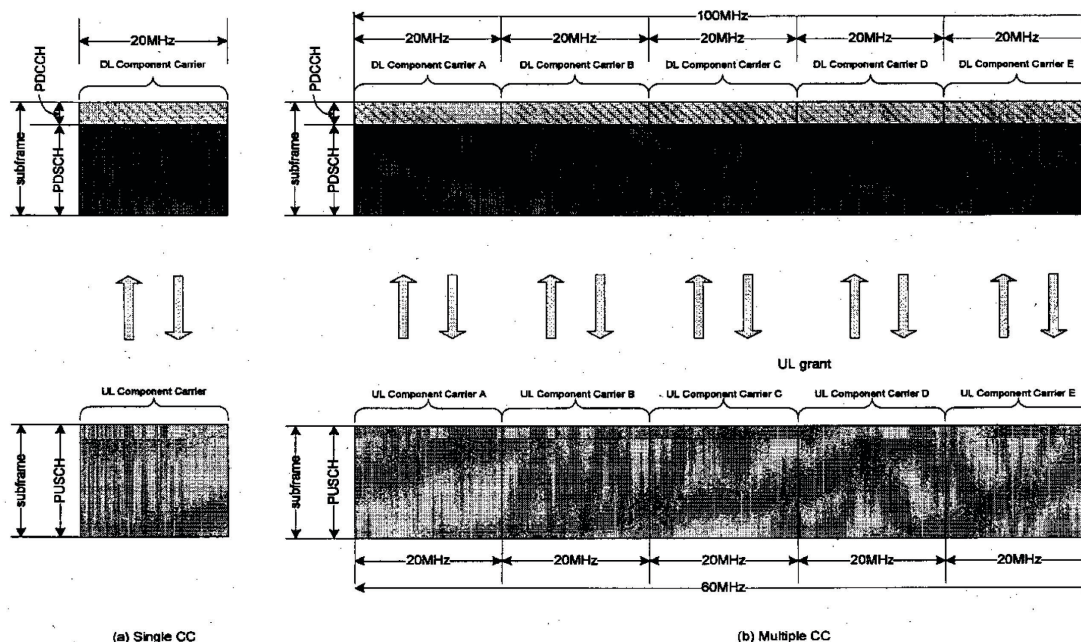 100MHz
20MHz 20MHz 20MHz 20MHz 20MHz 20MHz
DL Component Carrier DL Component Carrier A DL Component Carrier B DL Component Carrier C DL Component Carrier D DL Component Carrier E
PDCCH
subframe
PDSCH
PDCCH
subframe
PDSCH
UL grant
UL Component Carrier UL Component Carrier A UL Component Carrier B UL Component Carrier C UL Component Carrier D UL Component Carrier E
subframe
PUSCH
subframe
PUSCH
20MHz 20MHz 20MHz 20MHz 20MHz
60MHz
(a) Single CC (b) Multiple CC